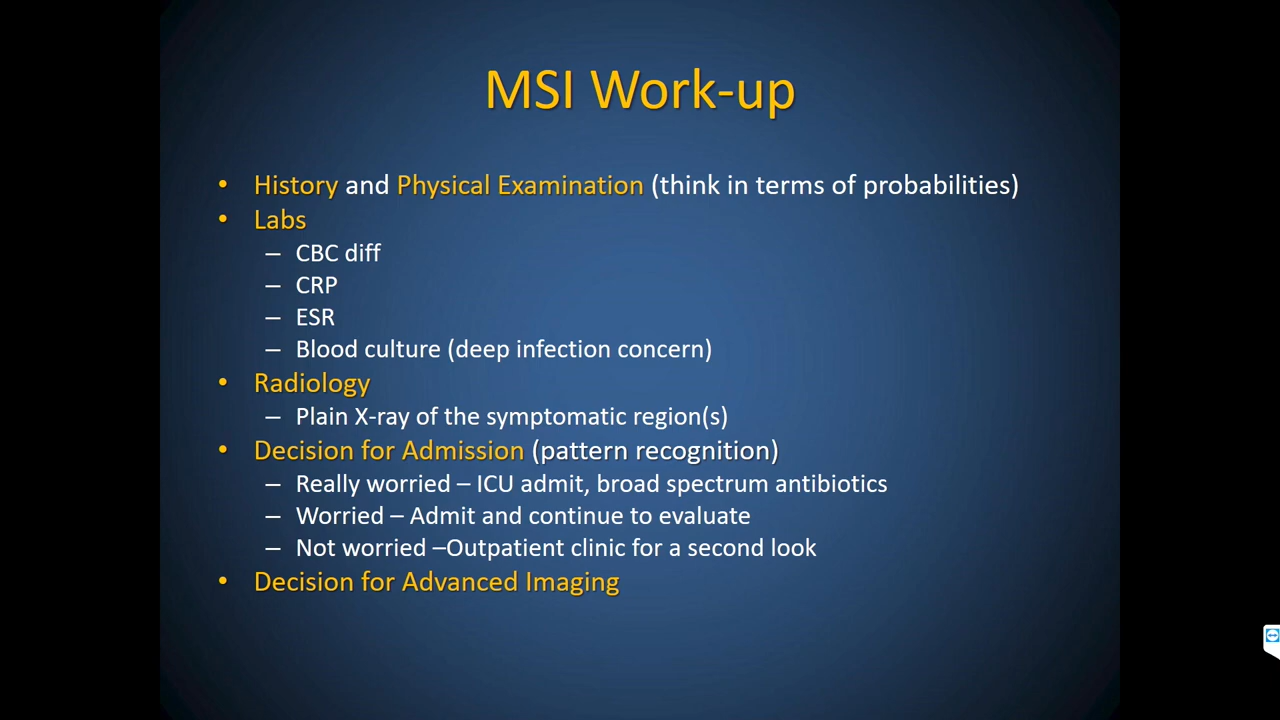 MSI Work-up
• History and Physical Examination (think in terms of probabilities)
• Labs
– CBC diff
– CRP
– ESR
– Blood culture (deep infection concern)
• Radiology
– Plain X-ray of the symptomatic region(s)
• Decision for Admission (pattern recognition)
– Really worried – ICU admit, broad spectrum antibiotics
– Worried – Admit and continue to evaluate
– Not worried –Outpatient clinic for a second look
• Decision for Advanced Imaging